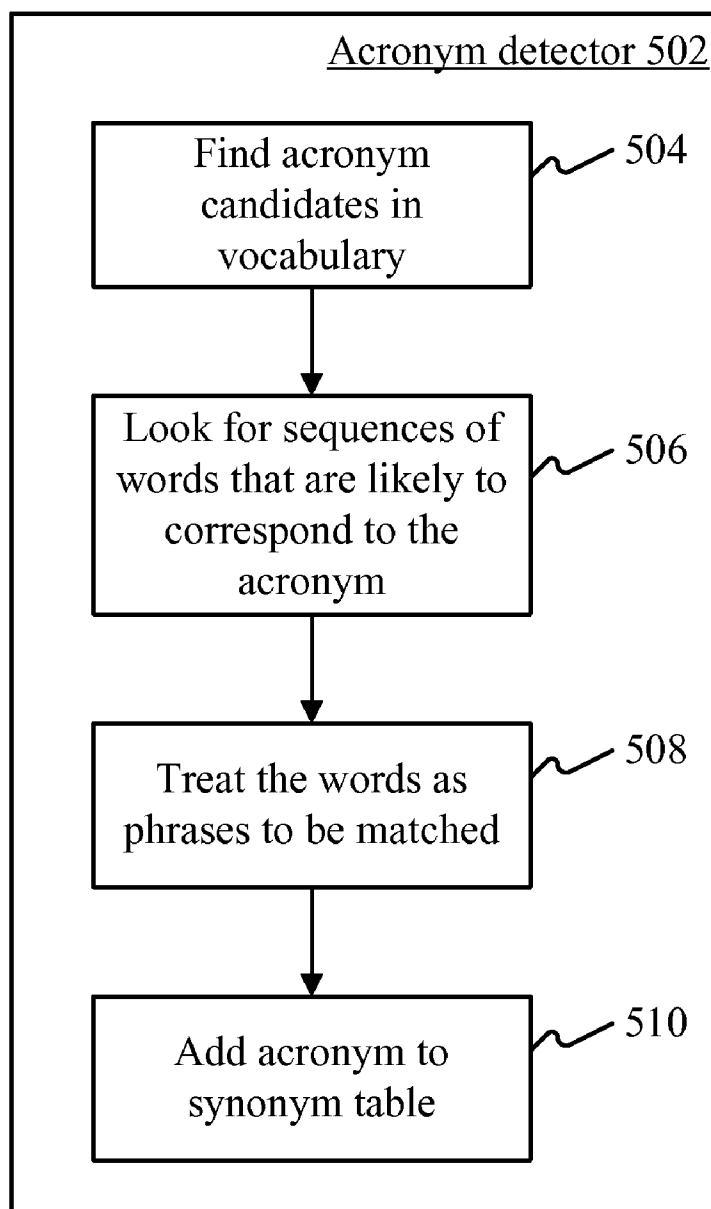 Acronym detector 502
Find acronym
candidates in
vocabulary
504
Look for sequences of
words that are likely to
correspond to the
acronym
506
Treat the words as
phrases to be matched
508
Add acronym to
synonym table
510